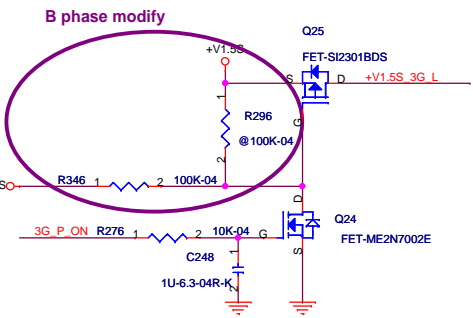 B phase modify
Q25
+V1.5S
FET-SI2301BDS
S
D
+V1.5S_3G_L
1
R296
G
@100K-04
2
S
R346
1
2
100K-04
D
Q24
3G_P_ON
R276
1
2
10K-04
G
FET-ME2N7002E
C248
1
S
1U-6.3-04R-K
2